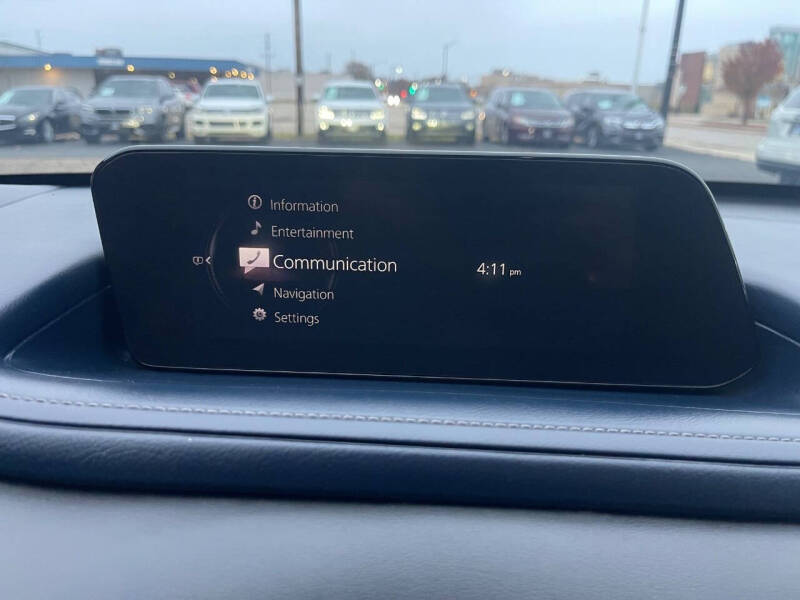 Information
Entertainment
Communication
4:11 pm
Navigation
Settings